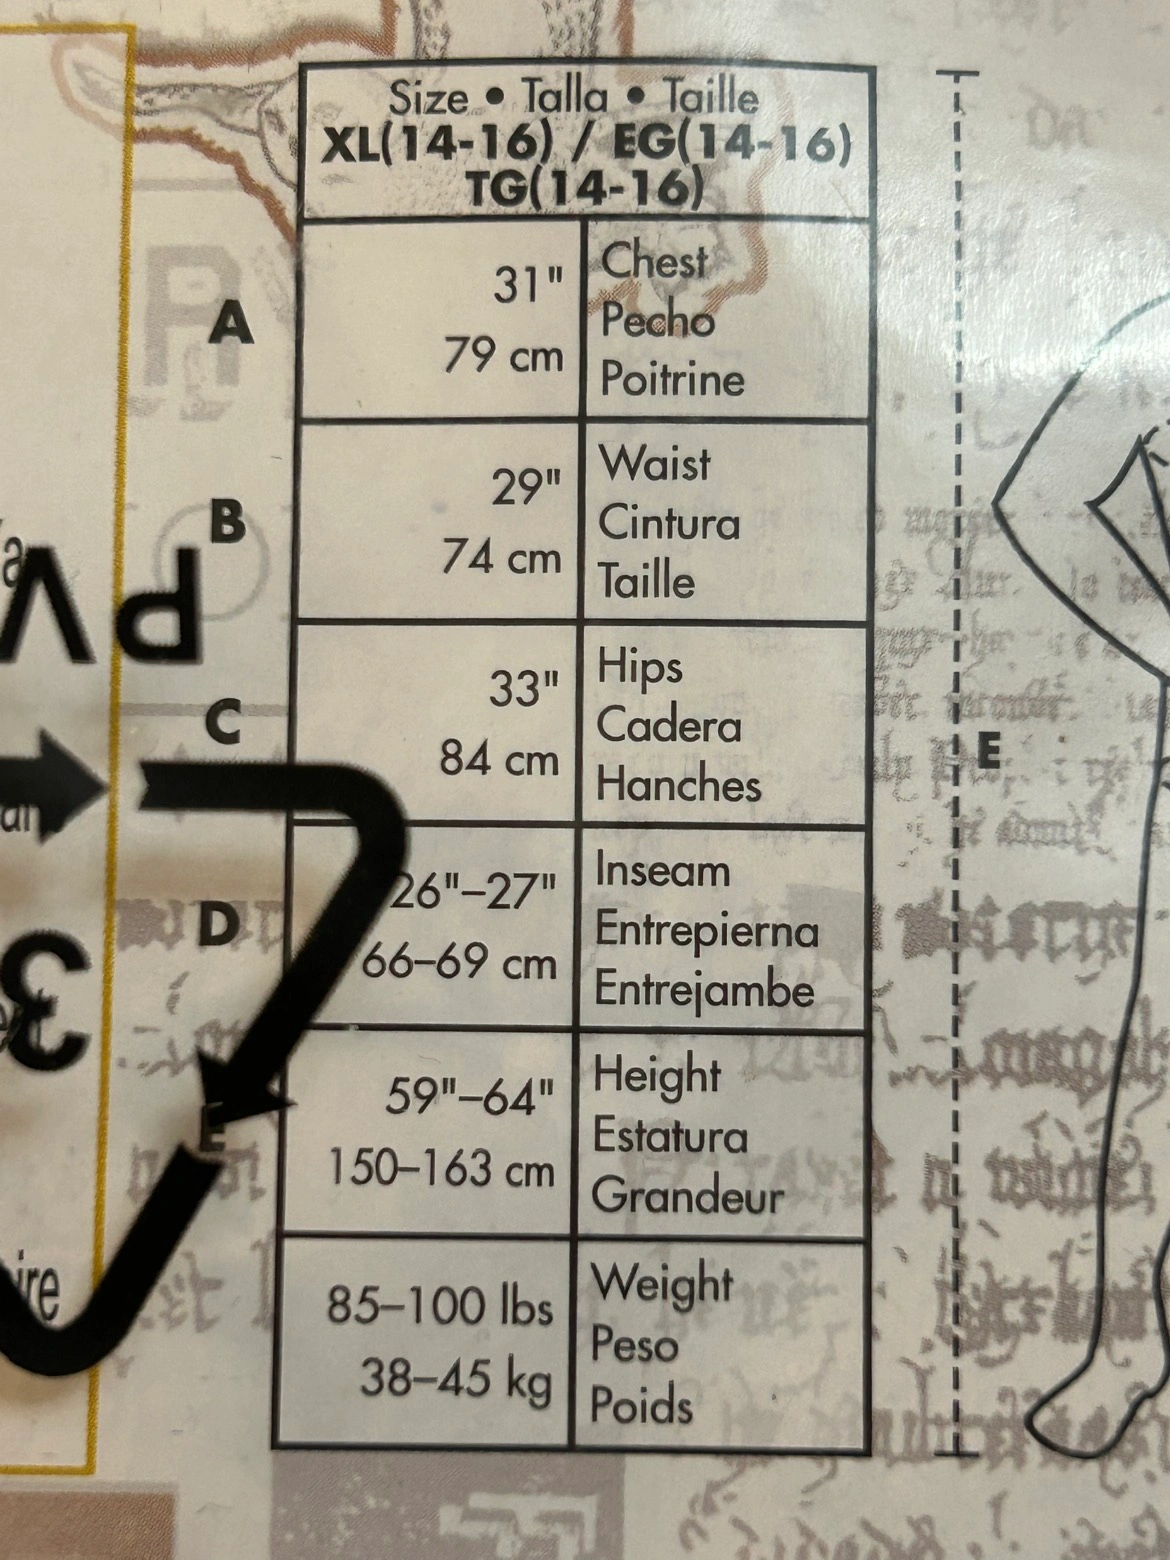 Size • Talla • Taille
XL(14-16) / EG(14-16)
TG(14-16)
A
31"
79 cm
Chest
Pecho
Poitrine
B
29"
74 cm
Waist
Cintura
Taille
C
33"
84 cm
Hips
Cadera
Hanches
D
26"–27"
66–69 cm
Inseam
Entrepierna
Entrejambe
E
59"–64"
150–163 cm
Height
Estatura
Grandeur
85–100 lbs
38–45 kg
Weight
Peso
Poids
E
PV
3